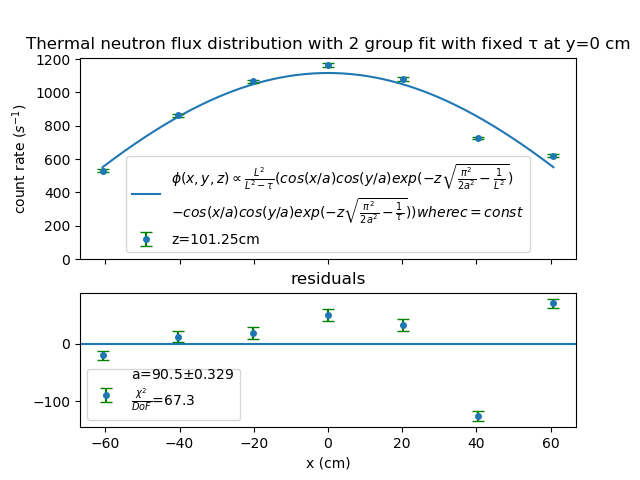 Thermal neutron flux distribution with 2 group fit with fixed τ at y=0 cm
1200
1000
800
600
400
200
0
count rate (s⁻¹)
ϕ(x, y, z) ∝ L²/(L²−τ) (cos(x/a)cos(y/a)exp(−z√(π²/2a² − 1/L²))
−cos(x/a)cos(y/a)exp(−z√(π²/2a² − 1/τ)))wherec = const
z=101.25cm
residuals
0
−100
a=90.5±0.329
χ²/DoF=67.3
−60 −40 −20 0 20 40 60
x (cm)